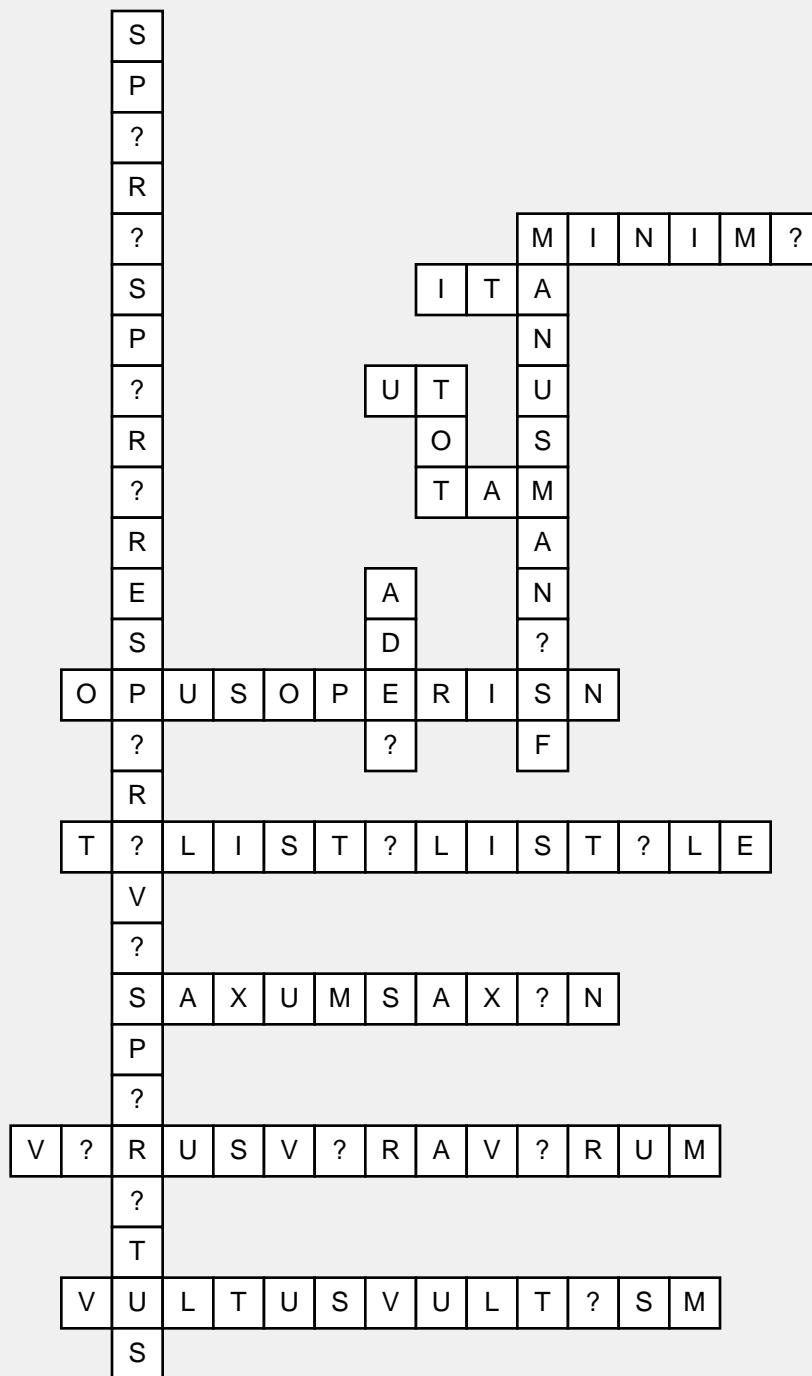 SP?R?SP?R?RESP?R?V?SP?R?TUS
MINIM?
MANUSMAN?SF
ITA
UT
TOT
TAM
ADE?
OPUSOPERISN
T?LIST?LIST?LE
SAXUMSAX?N
V?RUSV?RAV?RUM
VULTUSVULT?SM